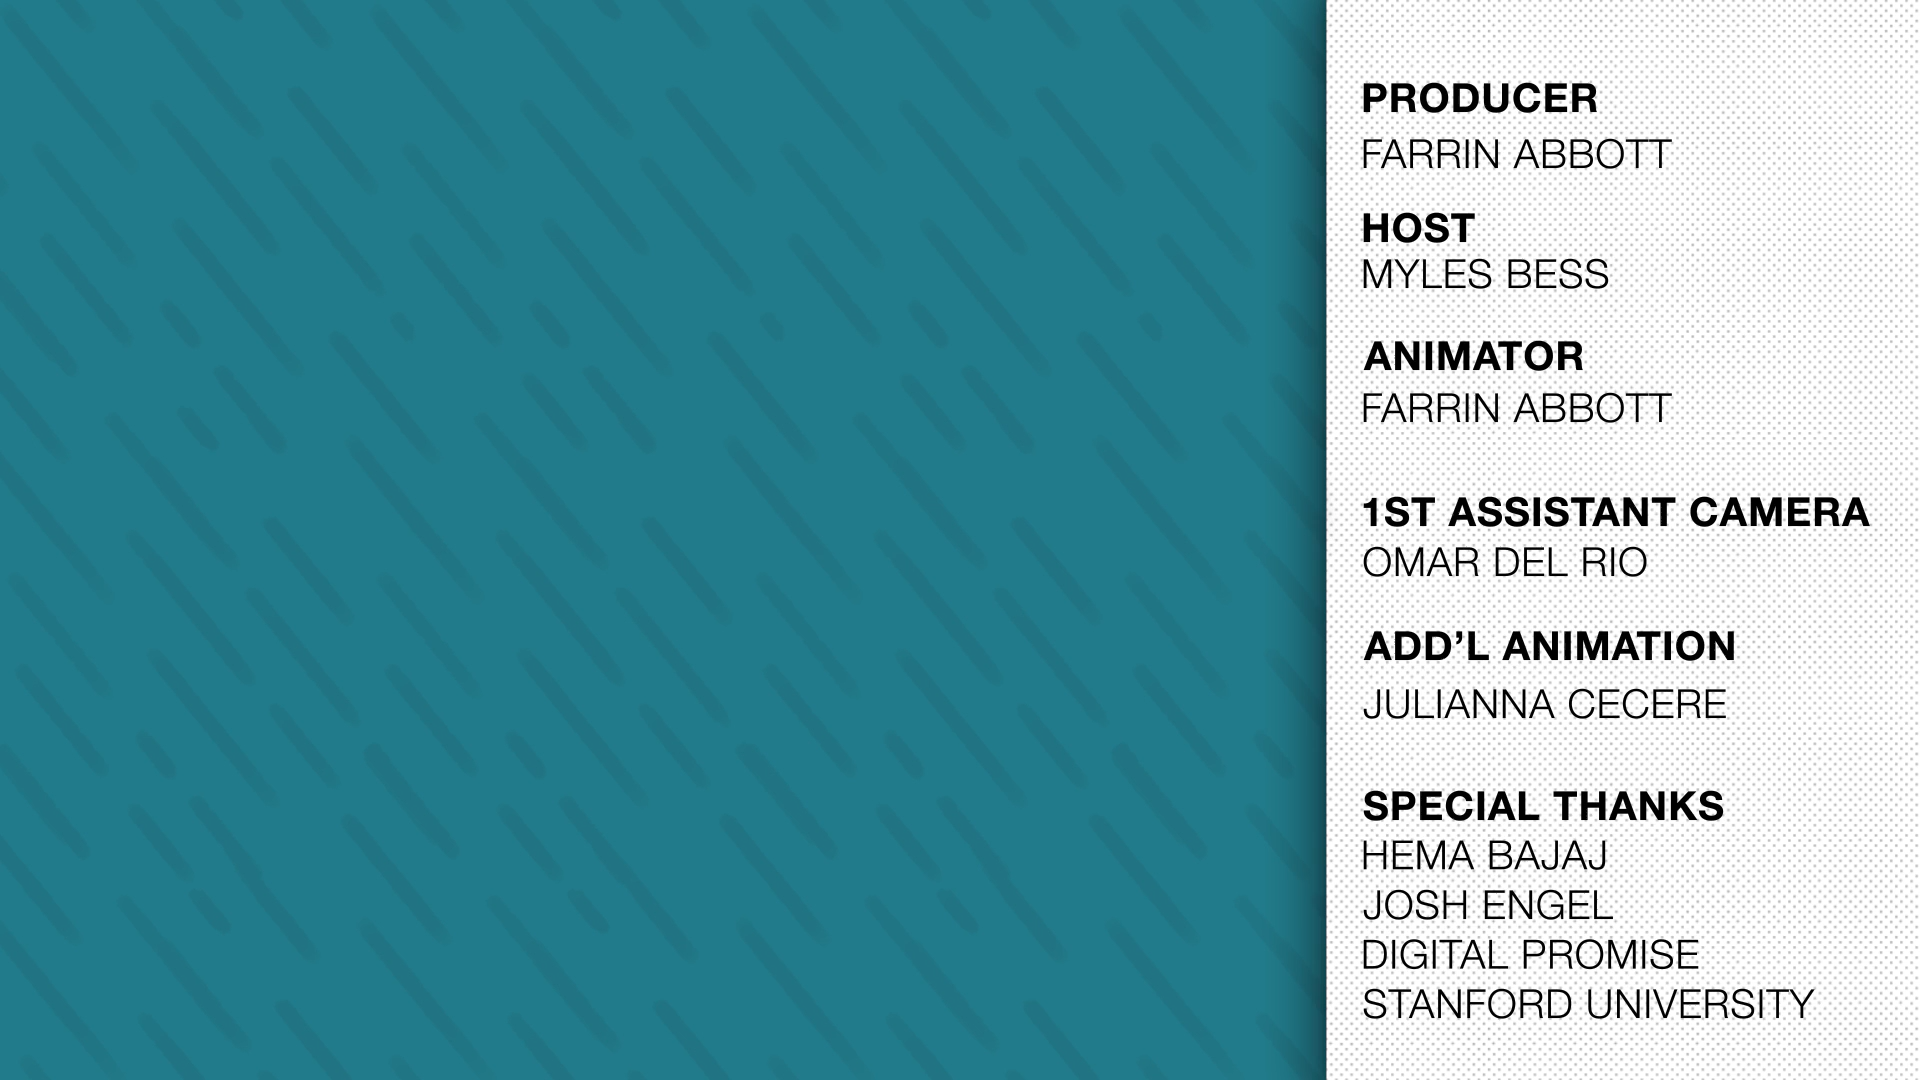 PRODUCER
FARRIN ABBOTT
HOST
MYLES BESS
ANIMATOR
FARRIN ABBOTT
1ST ASSISTANT CAMERA
OMAR DEL RIO
ADD’L ANIMATION
JULIANNA CECERE
SPECIAL THANKS
HEMA BAJAJ
JOSH ENGEL
DIGITAL PROMISE
STANFORD UNIVERSITY